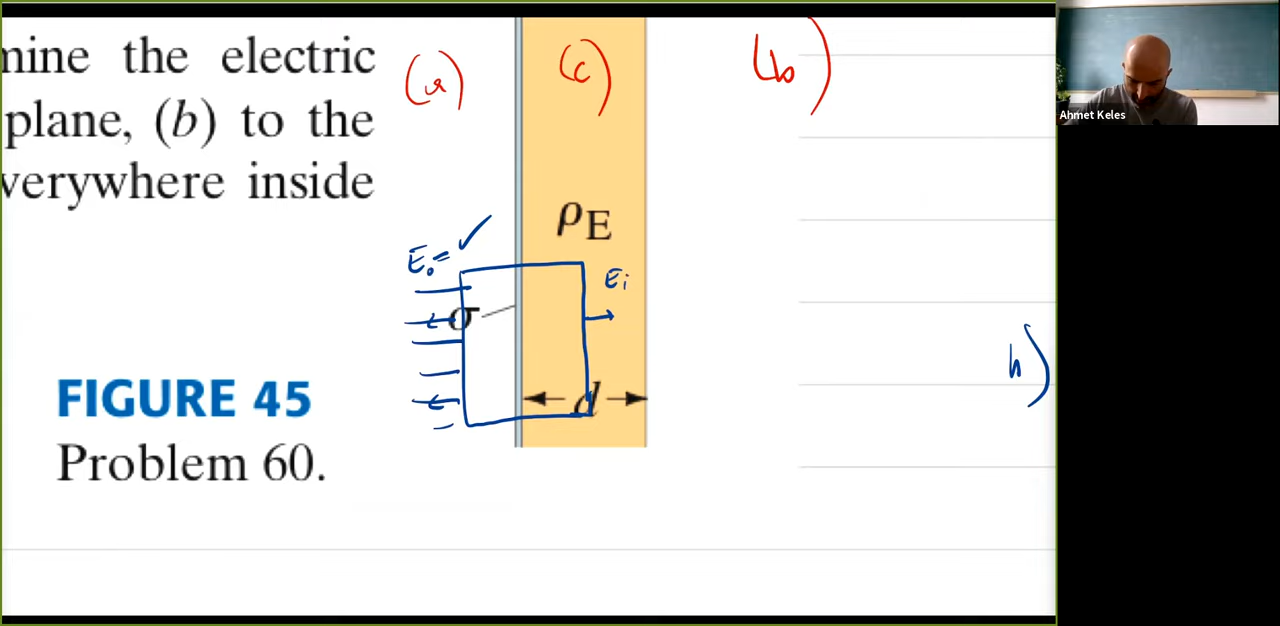 mine the electric
plane, (b) to the
verywhere inside
(a)
(c)
(b)
ρE
E₀ = ✓
Ei
σ
d
h)
FIGURE 45
Problem 60.
Ahmet Keles